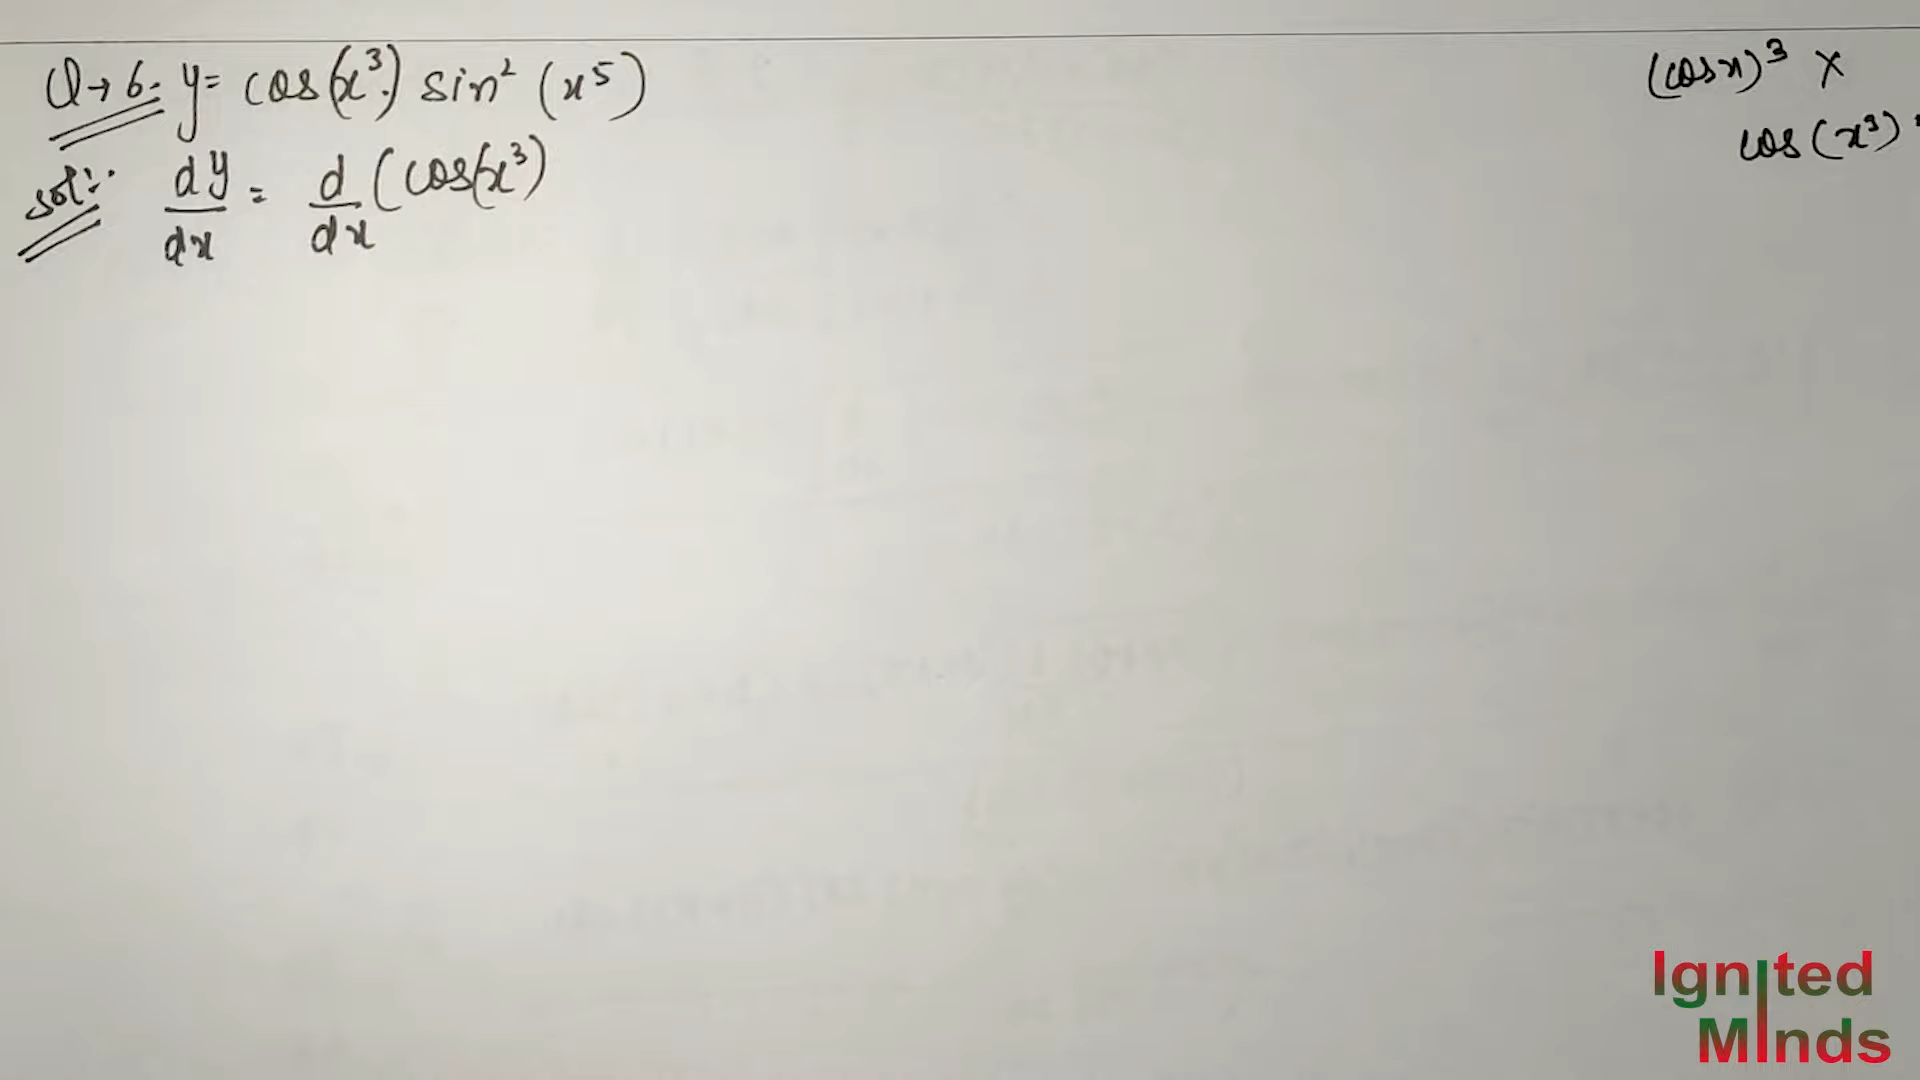 Q→6. y= cos(x³) sin² (x⁵)
sol:- dy/dx = d/dx (cos(x³)
(cosx)³ ×
cos (x³)
Ignited
Minds